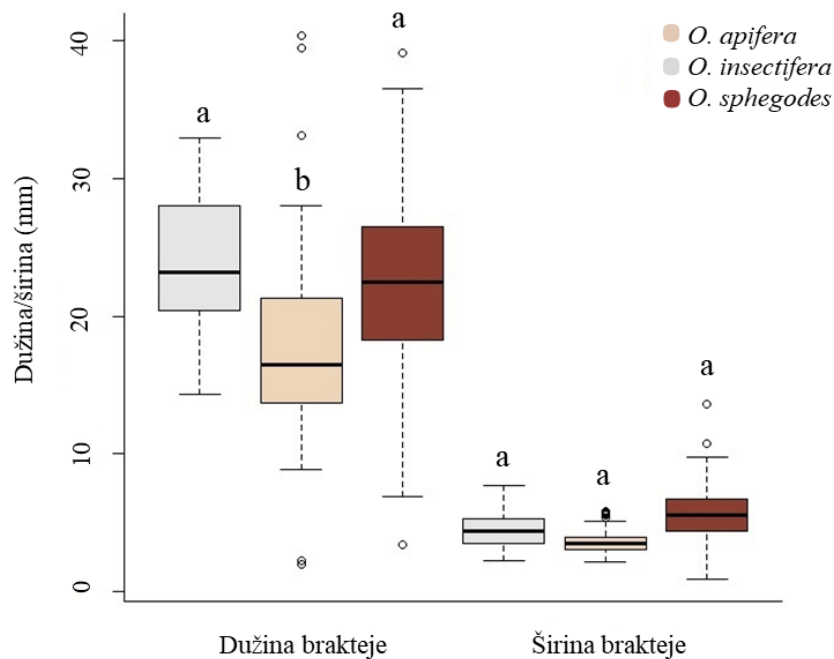 a
40
O. apifera
O. insectifera
O. sphegodes
a
30
b
Dužina/širina (mm)
20
10
a
a
a
0
Dužina brakteje
Širina brakteje